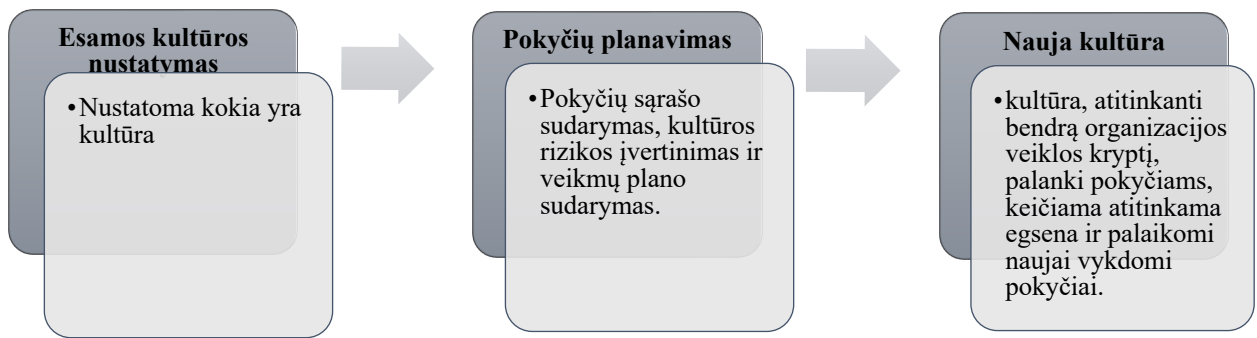 Esamos kultūros
nustatymas
•Nustatoma kokia yra
kultūra
Pokyčių planavimas
•Pokyčių sąrašo
sudarymas, kultūros
rizikos įvertinimas ir
veikmų plano
sudarymas.
Nauja kultūra
•kultūra, atitinkanti
bendrą organizacijos
veiklos kryptį,
palanki pokyčiams,
keičiama atitinkama
egsena ir palaikomi
naujai vykdomi
pokyčiai.